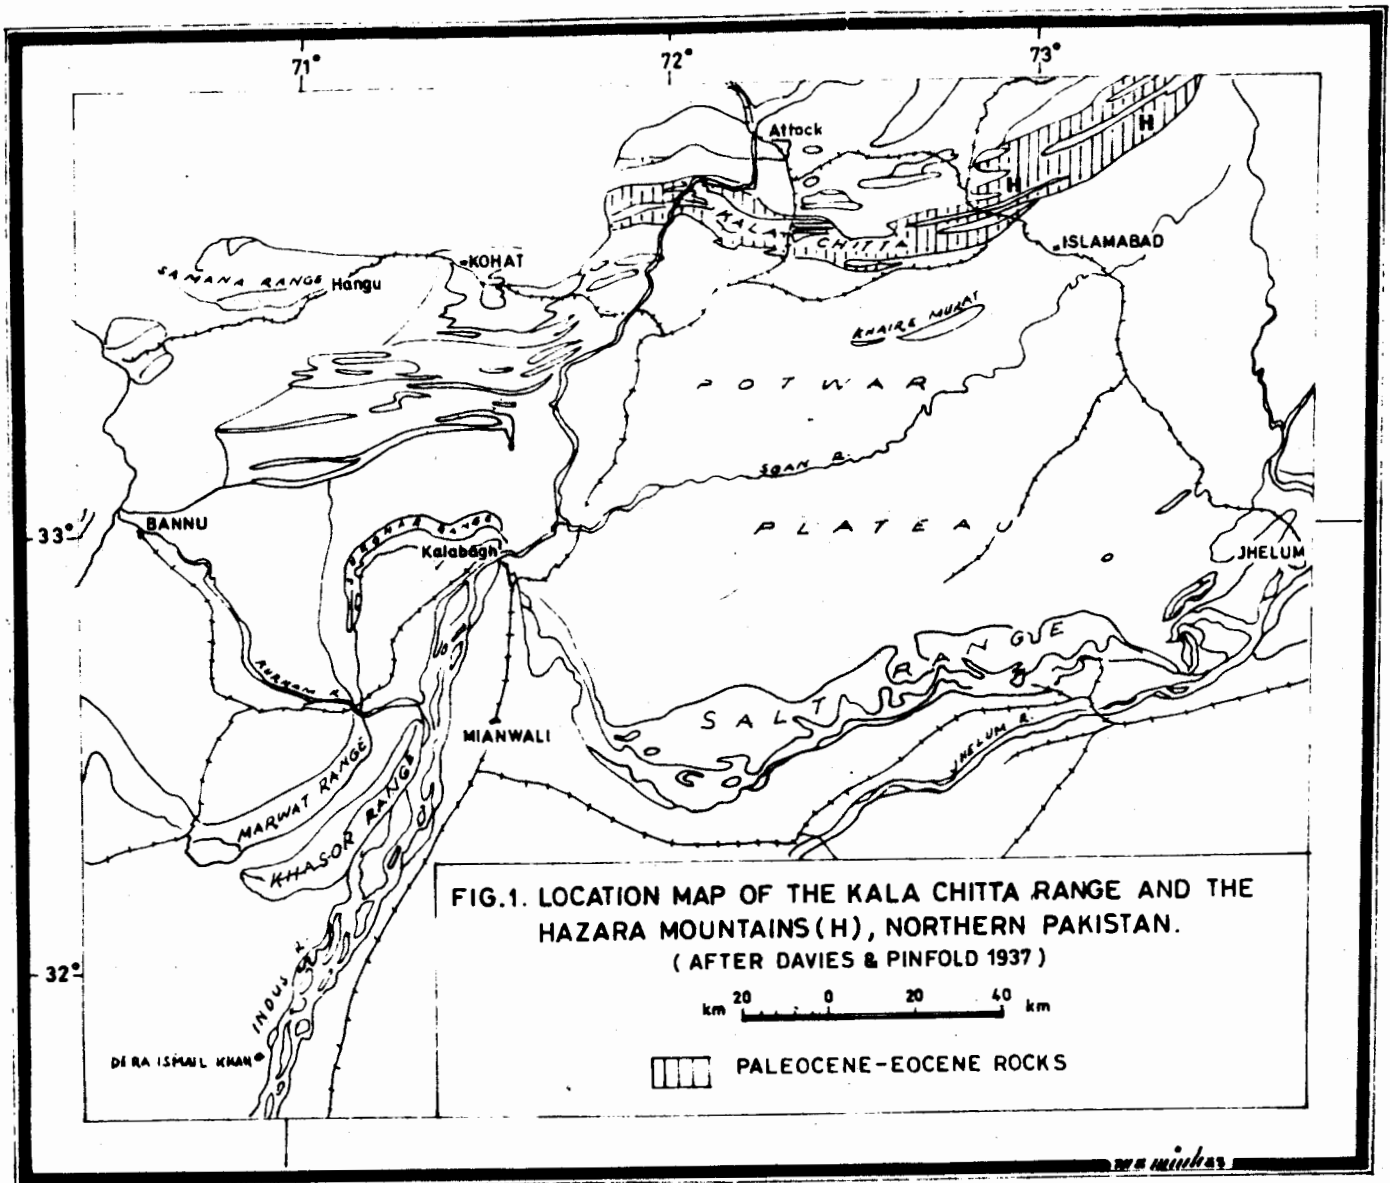 71°
72°
73°
Attock
H
H
KALA CHITTA
ISLAMABAD
KOHAT
SAMANA RANGE
Hangu
KHAIRE MURAT
POTWAR
SOAN R.
33°
BANNU
PLATEAU
RANGE
Kalabagh
JHELUM
KURRAM R.
SALT RANGE
MIANWALI
JHELUM R.
MARWAT RANGE
KHASOR RANGE
FIG.1. LOCATION MAP OF THE KALA CHITTA RANGE AND THE
HAZARA MOUNTAINS(H), NORTHERN PAKISTAN.
( AFTER DAVIES & PINFOLD 1937 )
32°
INDUS R.
km 20 0 20 40 km
DERA ISMAIL KHAN
PALEOCENE-EOCENE ROCKS